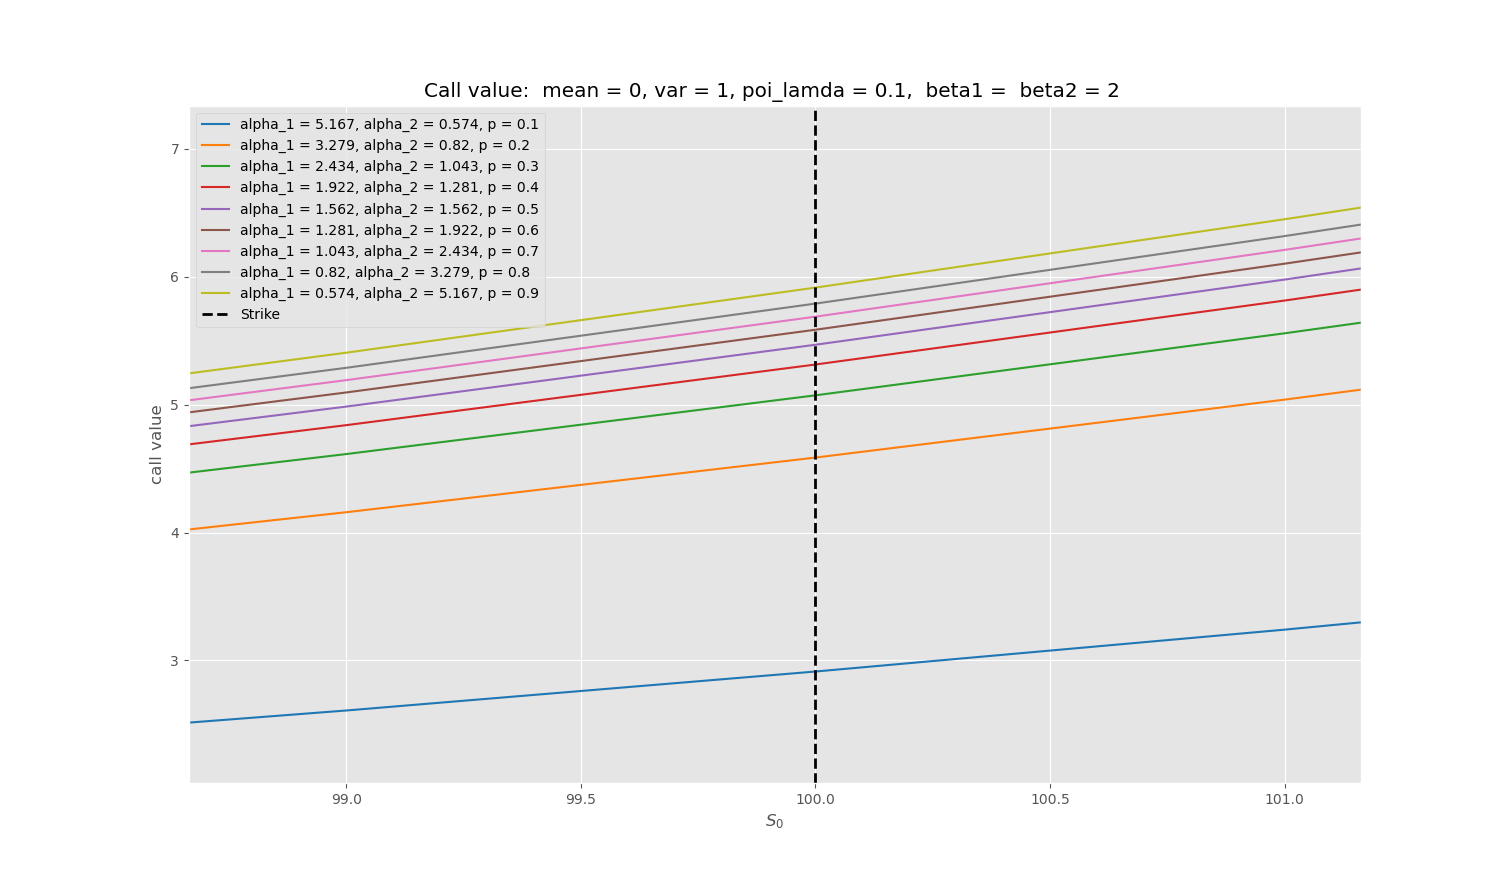 Call value:  mean = 0, var = 1, poi_lamda = 0.1,  beta1 =  beta2 = 2
alpha_1 = 5.167, alpha_2 = 0.574, p = 0.1
alpha_1 = 3.279, alpha_2 = 0.82, p = 0.2
alpha_1 = 2.434, alpha_2 = 1.043, p = 0.3
alpha_1 = 1.922, alpha_2 = 1.281, p = 0.4
alpha_1 = 1.562, alpha_2 = 1.562, p = 0.5
alpha_1 = 1.281, alpha_2 = 1.922, p = 0.6
alpha_1 = 1.043, alpha_2 = 2.434, p = 0.7
alpha_1 = 0.82, alpha_2 = 3.279, p = 0.8
alpha_1 = 0.574, alpha_2 = 5.167, p = 0.9
Strike
7
6
5
4
3
call value
99.0 99.5 100.0 100.5 101.0
S_0